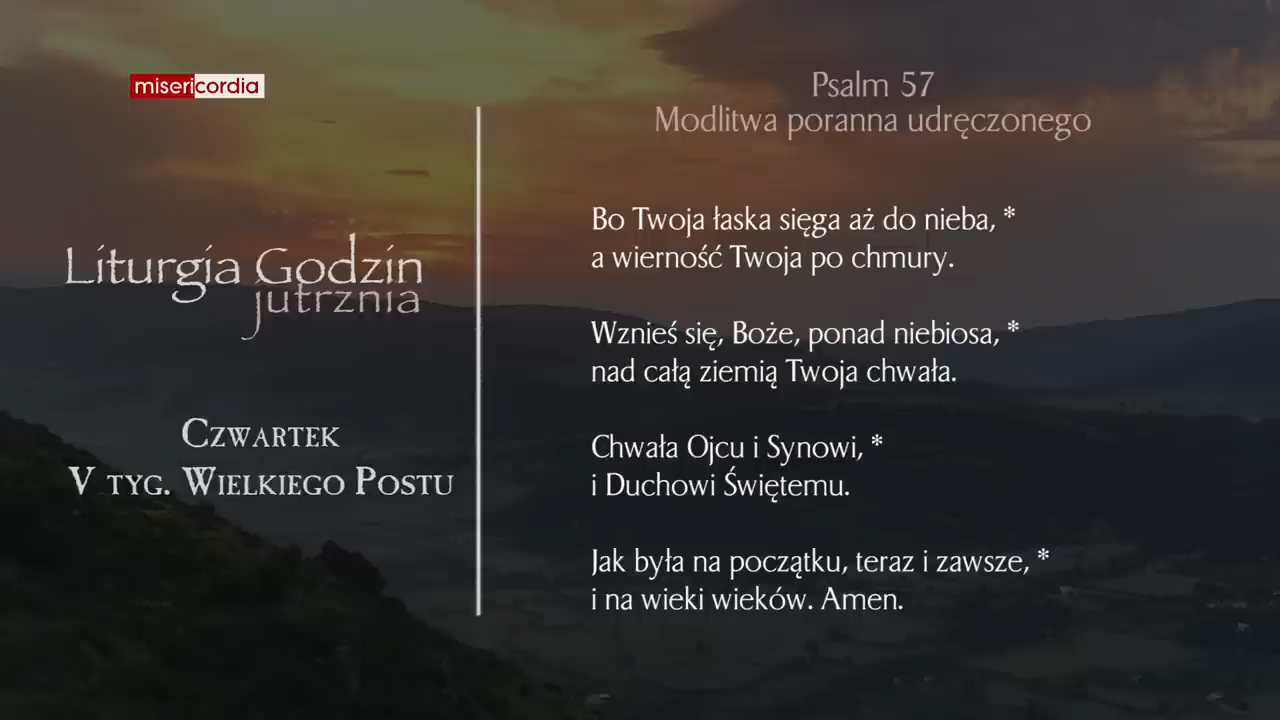 misericordia
Liturgia Godzin
jutrznia
Czwartek
V tyg. Wielkiego Postu
Psalm 57
Modlitwa poranna udręczonego
Bo Twoja łaska sięga aż do nieba, *
a wierność Twoja po chmury.
Wznieś się, Boże, ponad niebiosa, *
nad całą ziemią Twoja chwała.
Chwała Ojcu i Synowi, *
i Duchowi Świętemu.
Jak była na początku, teraz i zawsze, *
i na wieki wieków. Amen.